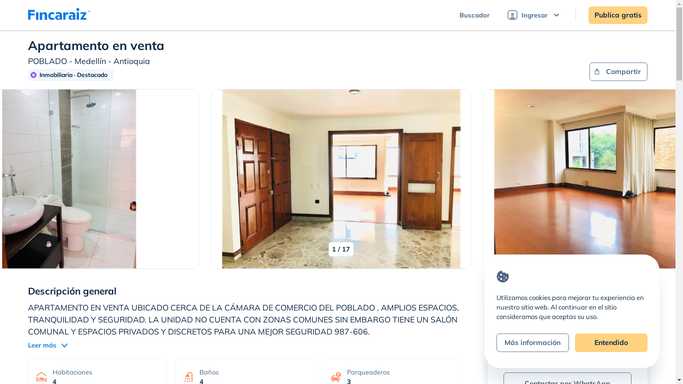 Fincaraiz
Buscador
Ingresar
Publica gratis
Apartamento en venta
POBLADO - Medellín - Antioquia
Inmobiliaria · Destacado
Compartir
1 / 17
Descripción general
APARTAMENTO EN VENTA UBICADO CERCA DE LA CÁMARA DE COMERCIO DEL POBLADO . AMPLIOS ESPACIOS,
TRANQUILIDAD Y SEGURIDAD. LA UNIDAD NO CUENTA CON ZONAS COMUNES SIN EMBARGO TIENE UN SALÓN
COMUNAL Y ESPACIOS PRIVADOS Y DISCRETOS PARA UNA MEJOR SEGURIDAD 987-606.
Leer más
Habitaciones
4
Baños
4
Parqueaderos
3
Utilizamos cookies para mejorar tu experiencia en
nuestro sitio web. Al continuar en el sitio
consideramos que aceptas su uso.
Más información
Entendido
Contactar por WhatsApp